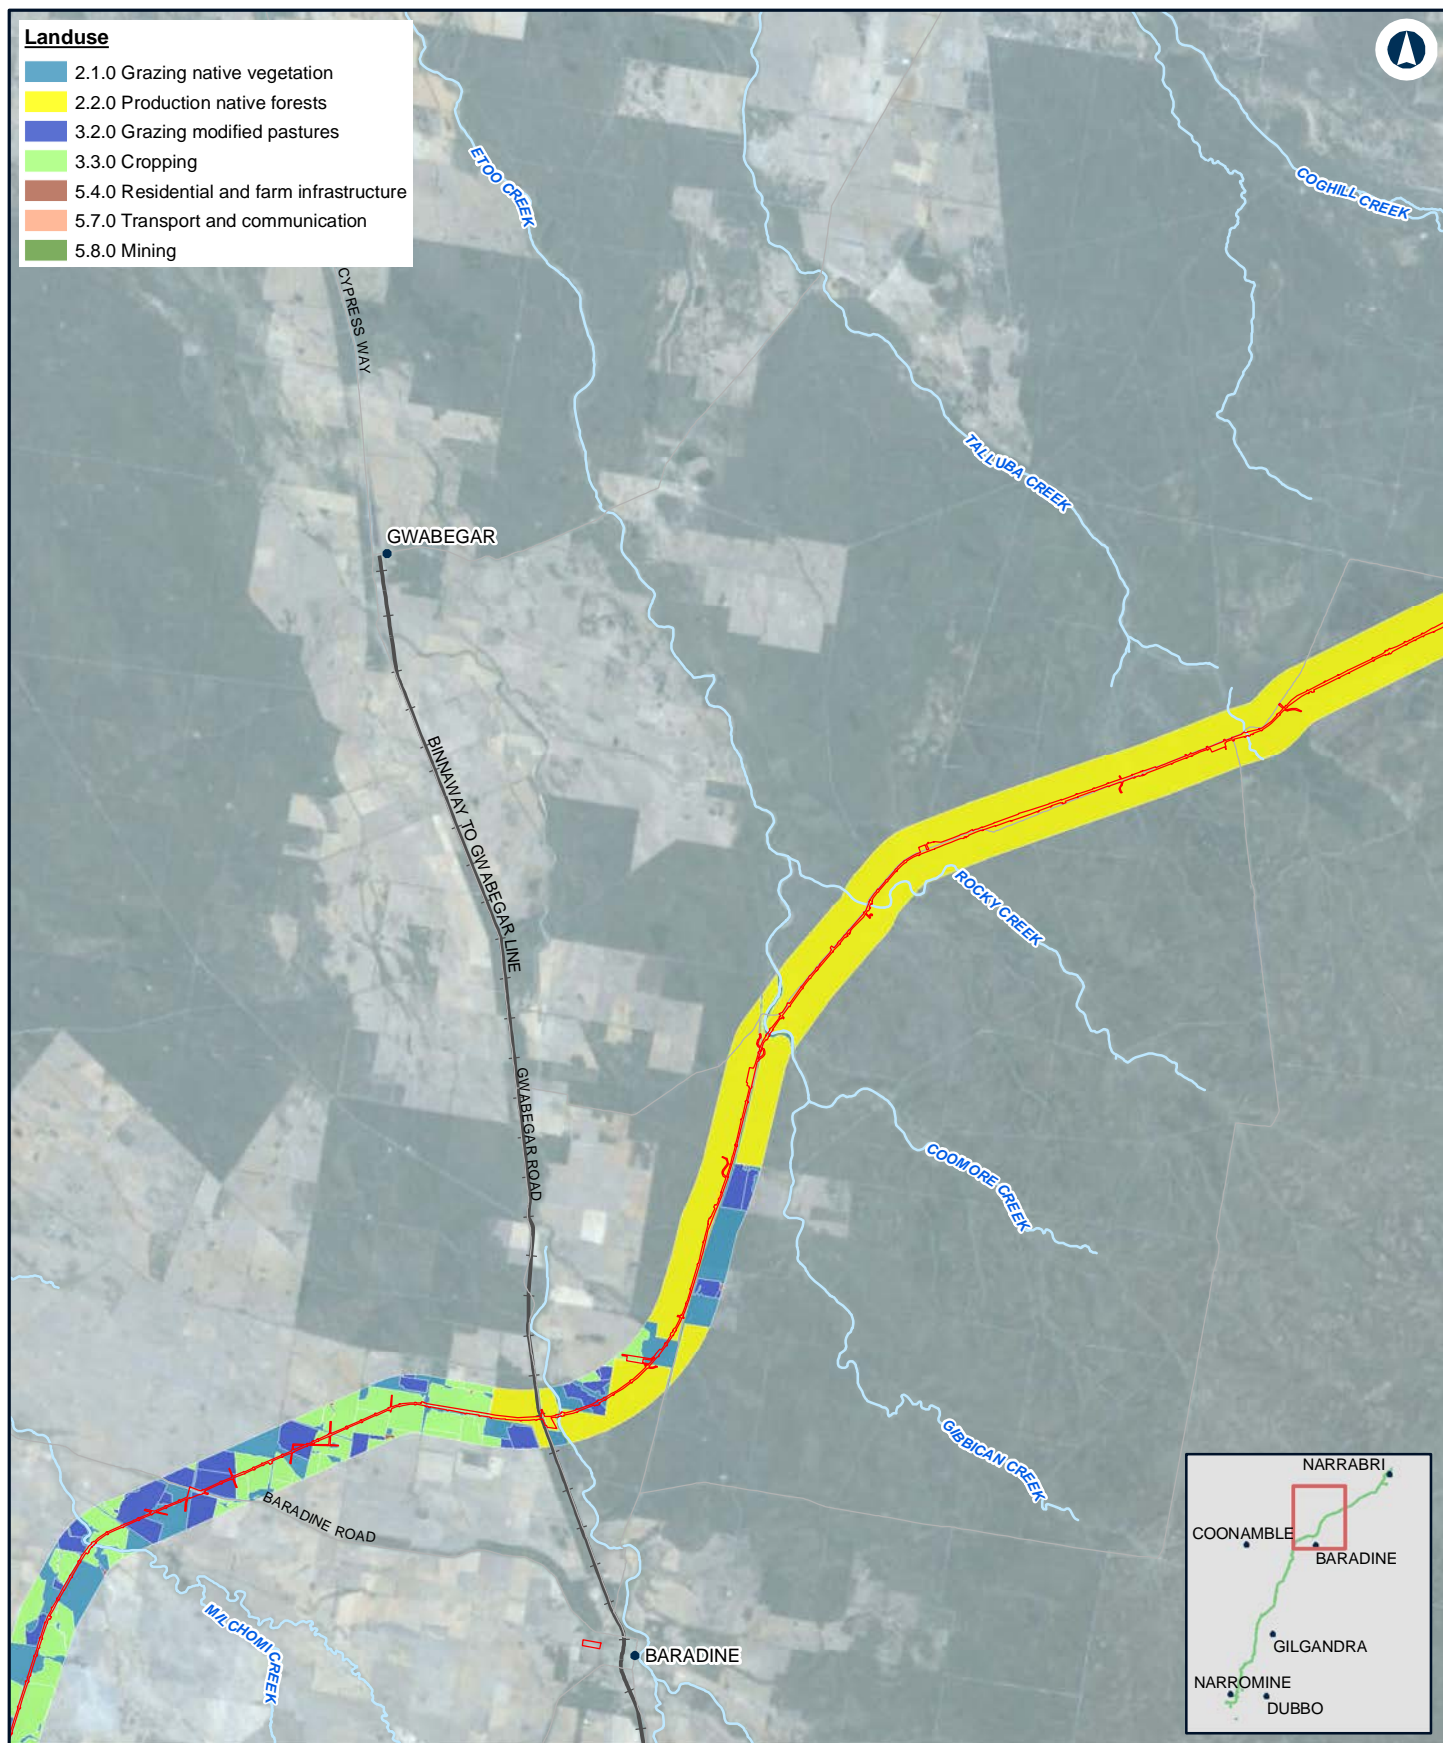 Landuse
2.1.0 Grazing native vegetation
2.2.0 Production native forests
3.2.0 Grazing modified pastures
3.3.0 Cropping
5.4.0 Residential and farm infrastructure
5.7.0 Transport and communication
5.8.0 Mining
ETOO CREEK
COGHILL CREEK
CYPRESS WAY
TALLUBA CREEK
GWABEGAR
BINNAWAY TO GWABEGAR LINE
ROCKY CREEK
GWABEGAR ROAD
COOMORE CREEK
GIBBICAN CREEK
BARADINE ROAD
MILCHOMI CREEK
BARADINE
NARRABRI
COONAMBLE
BARADINE
GILGANDRA
NARROMINE
DUBBO